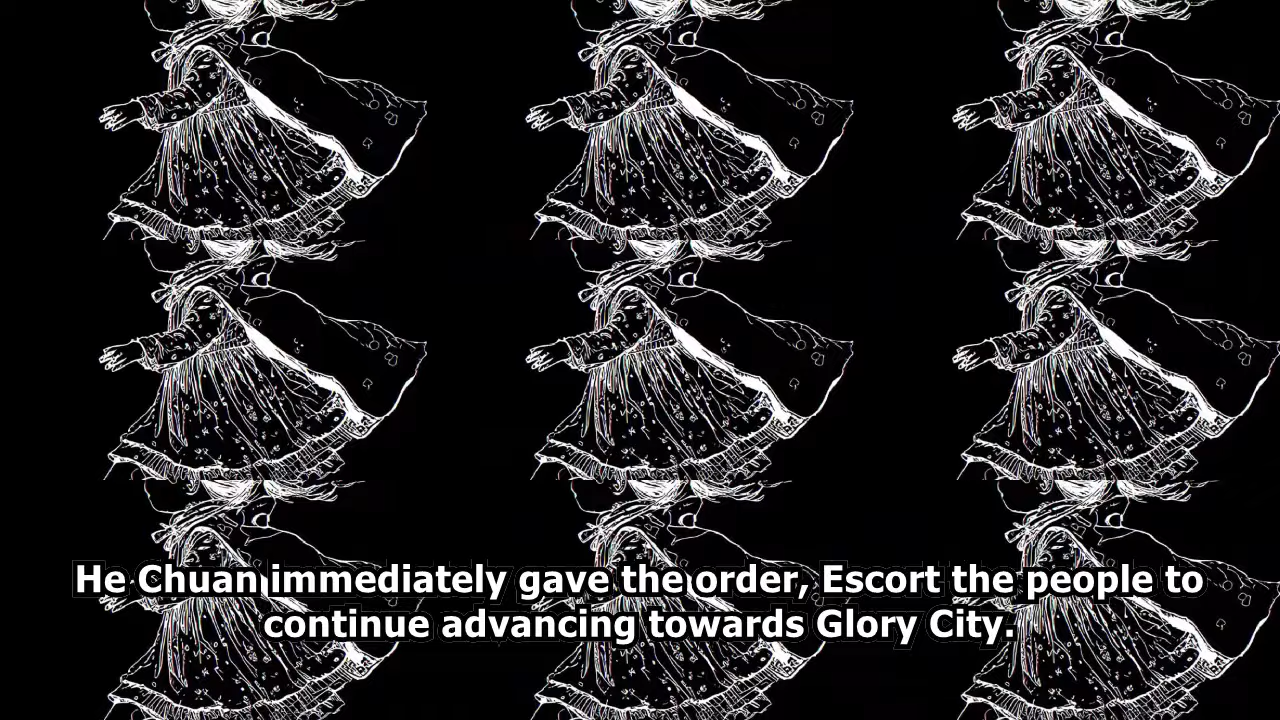 He Chuan immediately gave the order, Escort the people to
continue advancing towards Glory City.